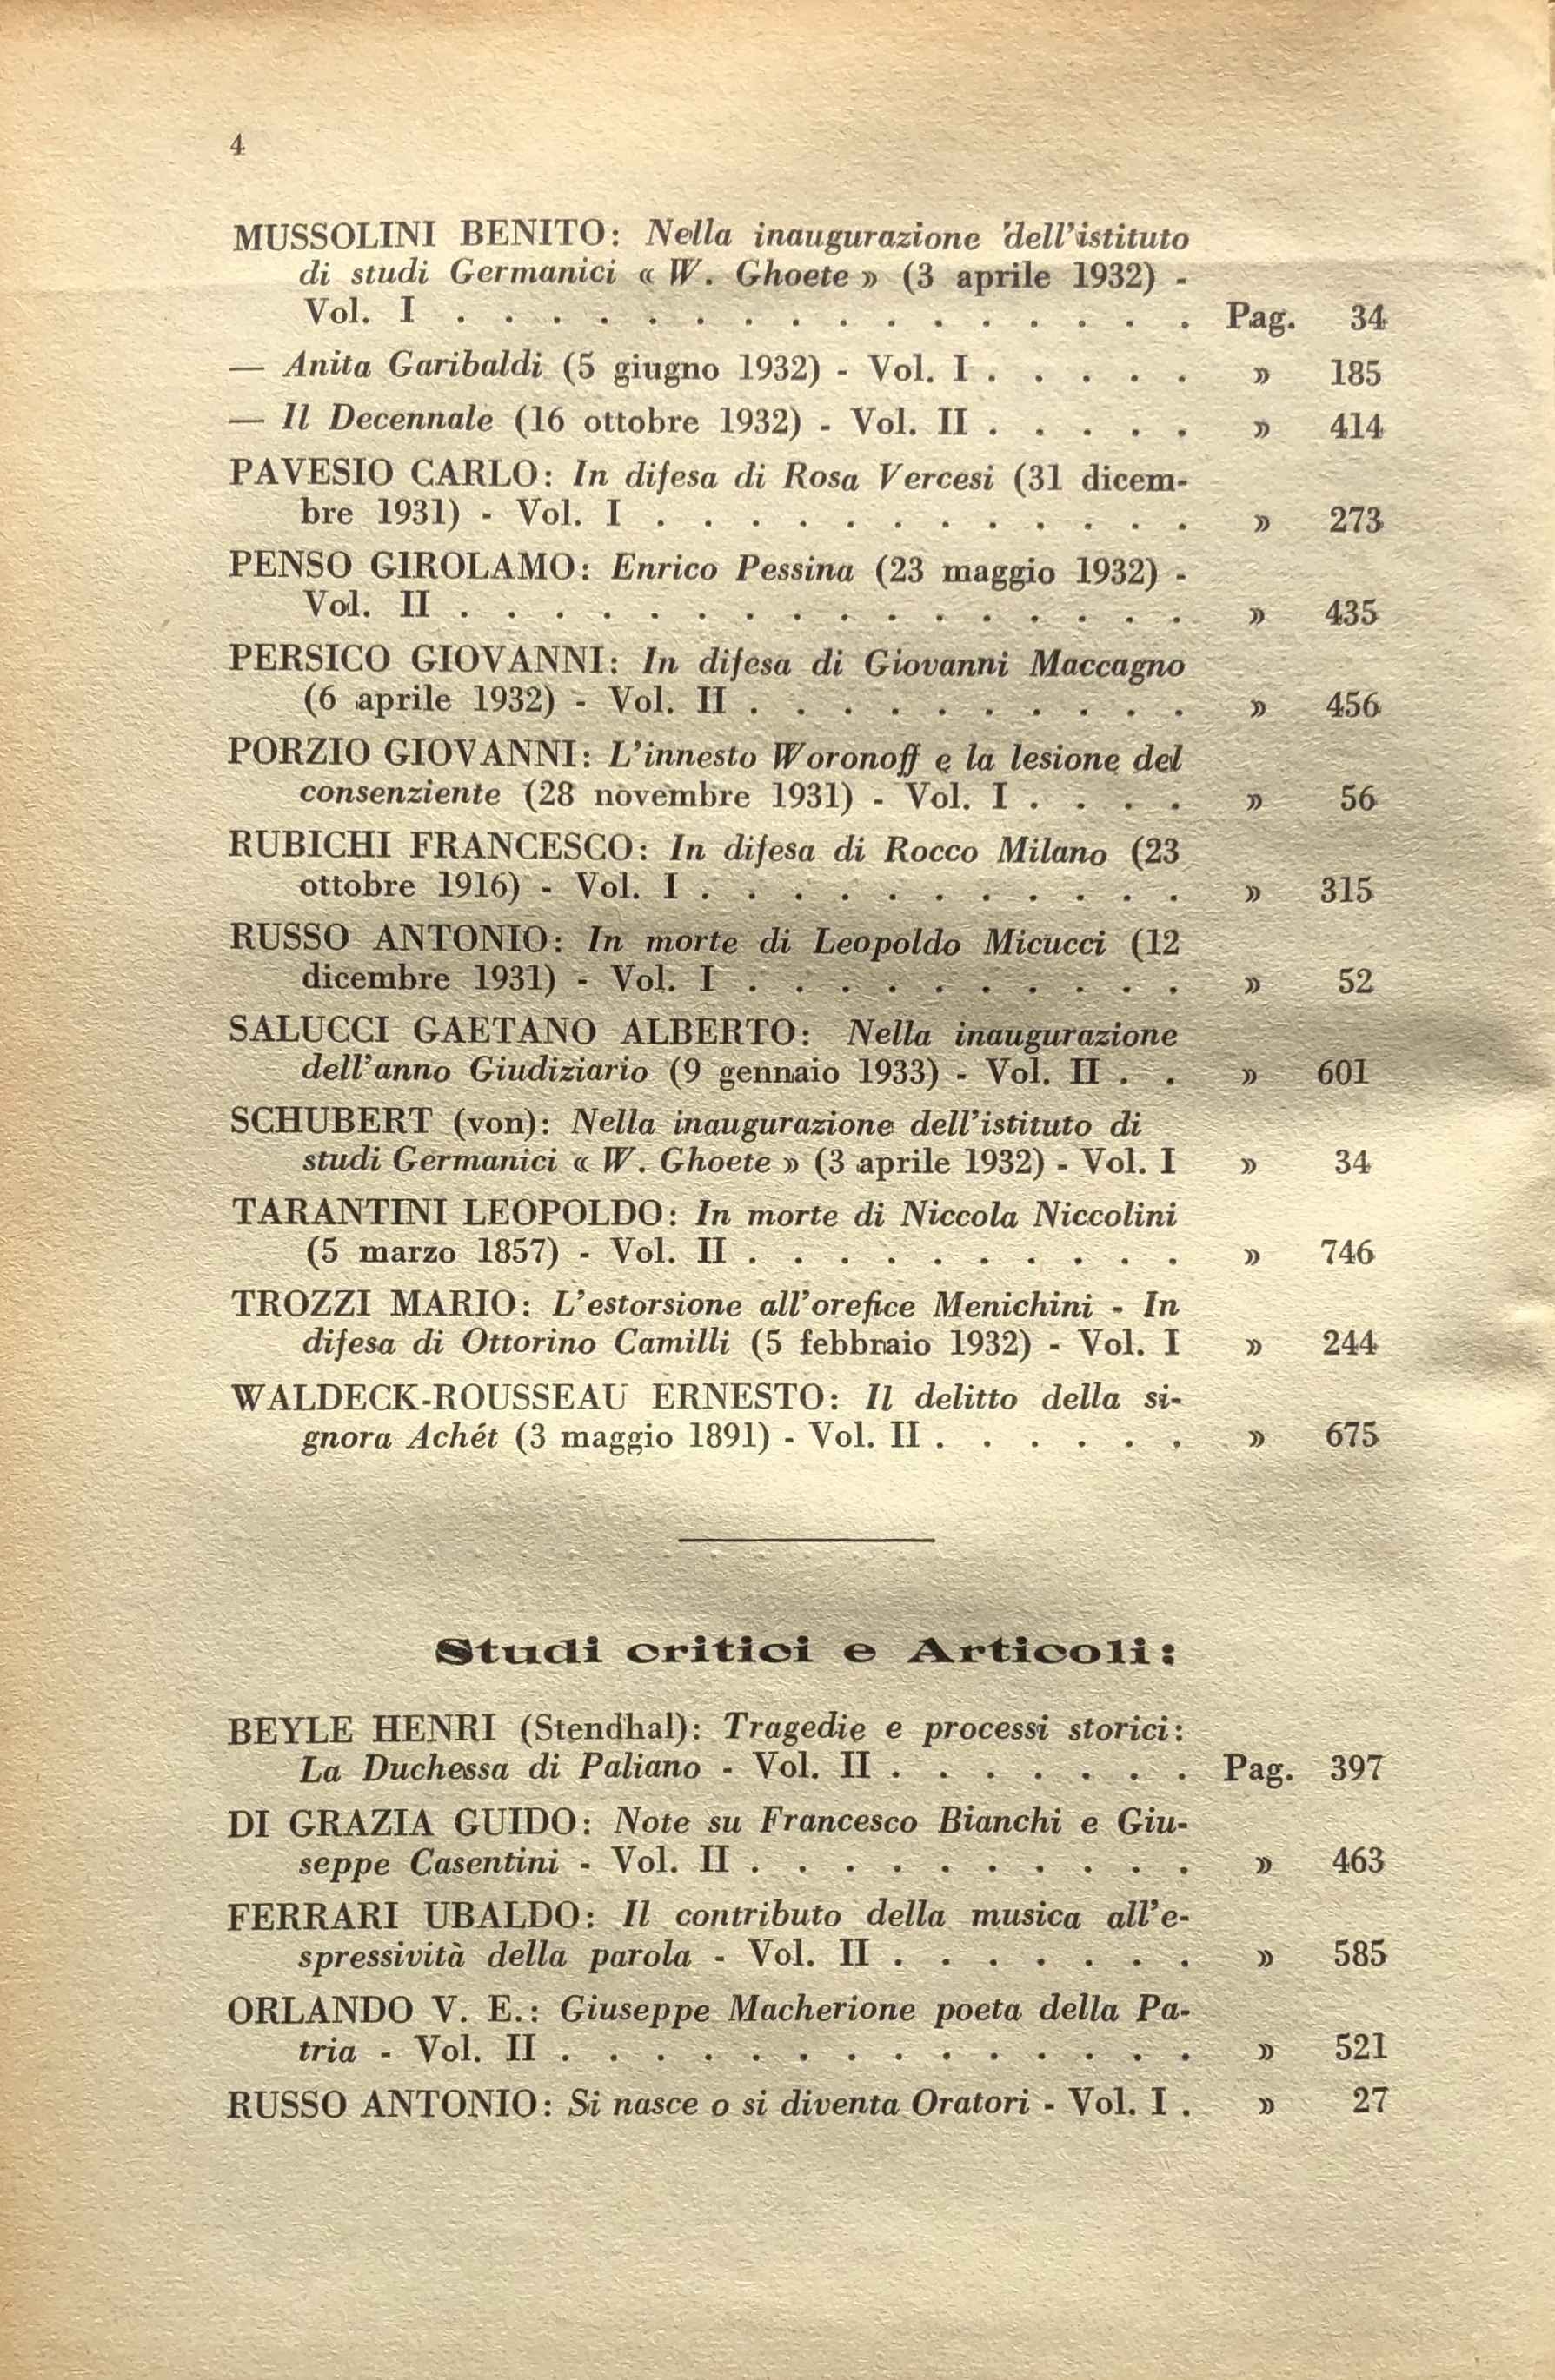 4
MUSSOLINI BENITO: Nella inaugurazione dell'istituto
di studi Germanici « W. Ghoete » (3 aprile 1932) -
Vol. I . . . . . . . . . . . . . . . . Pag. 34
— Anita Garibaldi (5 giugno 1932) - Vol. I . . . . . » 185
— Il Decennale (16 ottobre 1932) - Vol. II . . . . . » 414
PAVESIO CARLO: In difesa di Rosa Vercesi (31 dicem-
bre 1931) - Vol. I . . . . . . . . . . . . » 273
PENSO GIROLAMO: Enrico Pessina (23 maggio 1932) -
Vol. II . . . . . . . . . . . . . . . . » 435
PERSICO GIOVANNI: In difesa di Giovanni Maccagno
(6 aprile 1932) - Vol. II . . . . . . . . . . » 456
PORZIO GIOVANNI: L'innesto Woronoff e la lesione del
consenziente (28 novembre 1931) - Vol. I . . . . » 56
RUBICHI FRANCESCO: In difesa di Rocco Milano (23
ottobre 1916) - Vol. I . . . . . . . . . . . » 315
RUSSO ANTONIO: In morte di Leopoldo Micucci (12
dicembre 1931) - Vol. I . . . . . . . . . . » 52
SALUCCI GAETANO ALBERTO: Nella inaugurazione
dell'anno Giudiziario (9 gennaio 1933) - Vol. II . . » 601
SCHUBERT (von): Nella inaugurazione dell'istituto di
studi Germanici « W. Ghoete » (3 aprile 1932) - Vol. I » 34
TARANTINI LEOPOLDO: In morte di Niccola Niccolini
(5 marzo 1857) - Vol. II . . . . . . . . . . » 746
TROZZI MARIO: L'estorsione all'orefice Menichini - In
difesa di Ottorino Camilli (5 febbraio 1932) - Vol. I » 244
WALDECK-ROUSSEAU ERNESTO: Il delitto della si-
gnora Achét (3 maggio 1891) - Vol. II . . . . . . » 675
Studi critici e Articoli:
BEYLE HENRI (Stendhal): Tragedie e processi storici:
La Duchessa di Paliano - Vol. II . . . . . . . Pag. 397
DI GRAZIA GUIDO: Note su Francesco Bianchi e Giu-
seppe Casentini - Vol. II . . . . . . . . . . » 463
FERRARI UBALDO: Il contributo della musica all'e-
spressività della parola - Vol. II . . . . . . . » 585
ORLANDO V. E.: Giuseppe Macherione poeta della Pa-
tria - Vol. II . . . . . . . . . . . . . . » 521
RUSSO ANTONIO: Si nasce o si diventa Oratori - Vol. I . » 27